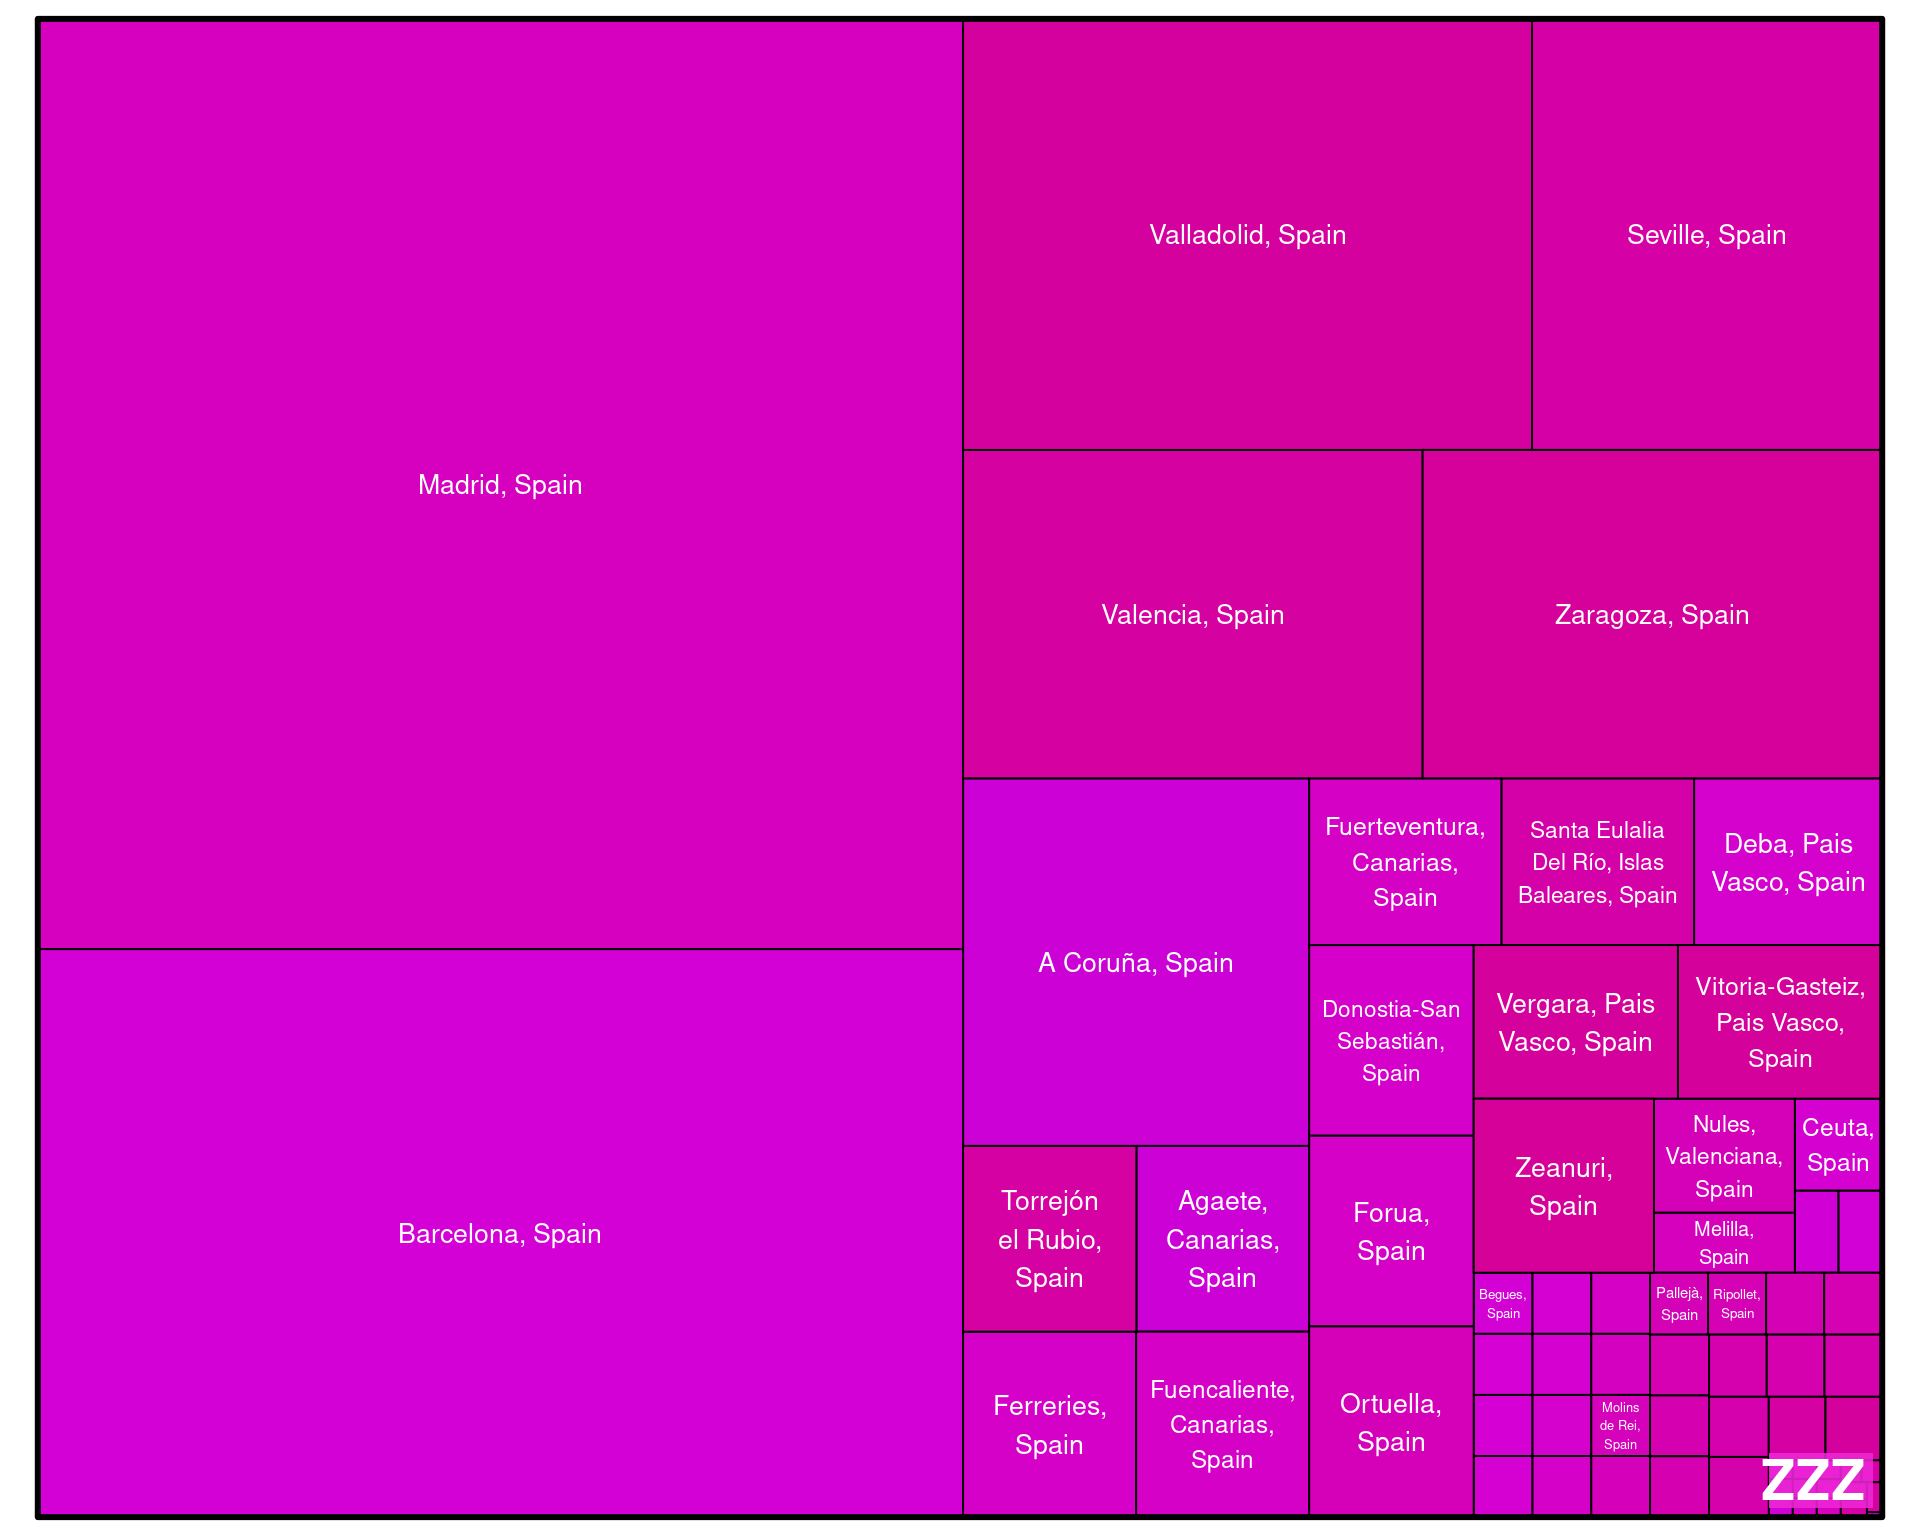 Madrid, Spain
Barcelona, Spain
Valladolid, Spain
Seville, Spain
Valencia, Spain
Zaragoza, Spain
A Coruña, Spain
Fuerteventura,
Canarias,
Spain
Santa Eulalia
Del Río, Islas
Baleares, Spain
Deba, Pais
Vasco, Spain
Donostia-San
Sebastián,
Spain
Vergara, Pais
Vasco, Spain
Vitoria-Gasteiz,
Pais Vasco,
Spain
Torrejón
el Rubio,
Spain
Agaete,
Canarias,
Spain
Forua,
Spain
Zeanuri,
Spain
Nules,
Valenciana,
Spain
Ceuta,
Spain
Melilla,
Spain
Ferreries,
Spain
Fuencaliente,
Canarias,
Spain
Ortuella,
Spain
Begues,
Spain
Pallejà,
Spain
Ripollet,
Spain
Molins
de Rei,
Spain
ZZZ